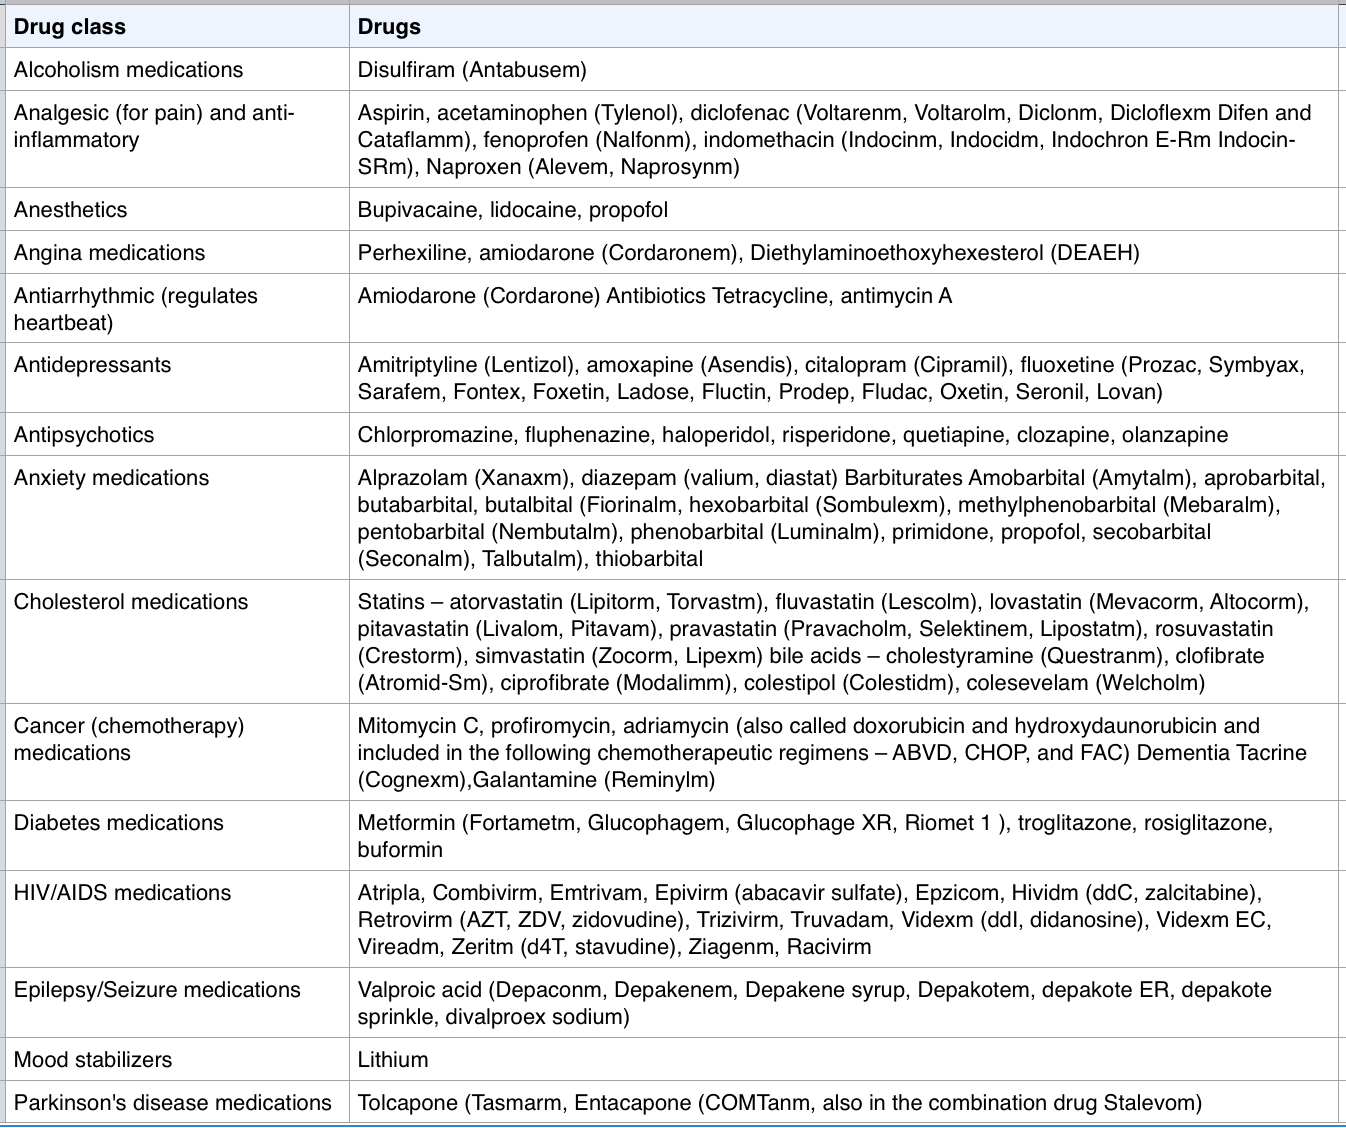 Drug class Drugs
Alcoholism medications Disulfiram (Antabusem)
Analgesic (for pain) and anti-
inflammatory
Aspirin, acetaminophen (Tylenol), diclofenac (Voltarenm, Voltarolm, Diclonm, Dicloflexm Difen and
Cataflamm), fenoprofen (Nalfonm), indomethacin (Indocinm, Indocidm, Indochron E-Rm Indocin-
SRm), Naproxen (Alevem, Naprosynm)
Anesthetics Bupivacaine, lidocaine, propofol
Angina medications Perhexiline, amiodarone (Cordaronem), Diethylaminoethoxyhexesterol (DEAEH)
Antiarrhythmic (regulates
heartbeat)
Amiodarone (Cordarone) Antibiotics Tetracycline, antimycin A
Antidepressants
Amitriptyline (Lentizol), amoxapine (Asendis), citalopram (Cipramil), fluoxetine (Prozac, Symbyax,
Sarafem, Fontex, Foxetin, Ladose, Fluctin, Prodep, Fludac, Oxetin, Seronil, Lovan)
Antipsychotics Chlorpromazine, fluphenazine, haloperidol, risperidone, quetiapine, clozapine, olanzapine
Anxiety medications
Alprazolam (Xanaxm), diazepam (valium, diastat) Barbiturates Amobarbital (Amytalm), aprobarbital,
butabarbital, butalbital (Fiorinalm, hexobarbital (Sombulexm), methylphenobarbital (Mebaralm),
pentobarbital (Nembutalm), phenobarbital (Luminalm), primidone, propofol, secobarbital
(Seconalm), Talbutalm), thiobarbital
Cholesterol medications
Statins – atorvastatin (Lipitorm, Torvastm), fluvastatin (Lescolm), lovastatin (Mevacorm, Altocorm),
pitavastatin (Livalom, Pitavam), pravastatin (Pravacholm, Selektinem, Lipostatm), rosuvastatin
(Crestorm), simvastatin (Zocorm, Lipexm) bile acids – cholestyramine (Questranm), clofibrate
(Atromid-Sm), ciprofibrate (Modalimm), colestipol (Colestidm), colesevelam (Welcholm)
Cancer (chemotherapy)
medications
Mitomycin C, profiromycin, adriamycin (also called doxorubicin and hydroxydaunorubicin and
included in the following chemotherapeutic regimens – ABVD, CHOP, and FAC) Dementia Tacrine
(Cognexm),Galantamine (Reminylm)
Diabetes medications
Metformin (Fortametm, Glucophagem, Glucophage XR, Riomet 1 ), troglitazone, rosiglitazone,
buformin
HIV/AIDS medications
Atripla, Combivirm, Emtrivam, Epivirm (abacavir sulfate), Epzicom, Hividm (ddC, zalcitabine),
Retrovirm (AZT, ZDV, zidovudine), Trizivirm, Truvadam, Videxm (ddI, didanosine), Videxm EC,
Vireadm, Zeritm (d4T, stavudine), Ziagenm, Racivirm
Epilepsy/Seizure medications
Valproic acid (Depaconm, Depakenem, Depakene syrup, Depakotem, depakote ER, depakote
sprinkle, divalproex sodium)
Mood stabilizers Lithium
Parkinson's disease medications Tolcapone (Tasmarm, Entacapone (COMTanm, also in the combination drug Stalevom)